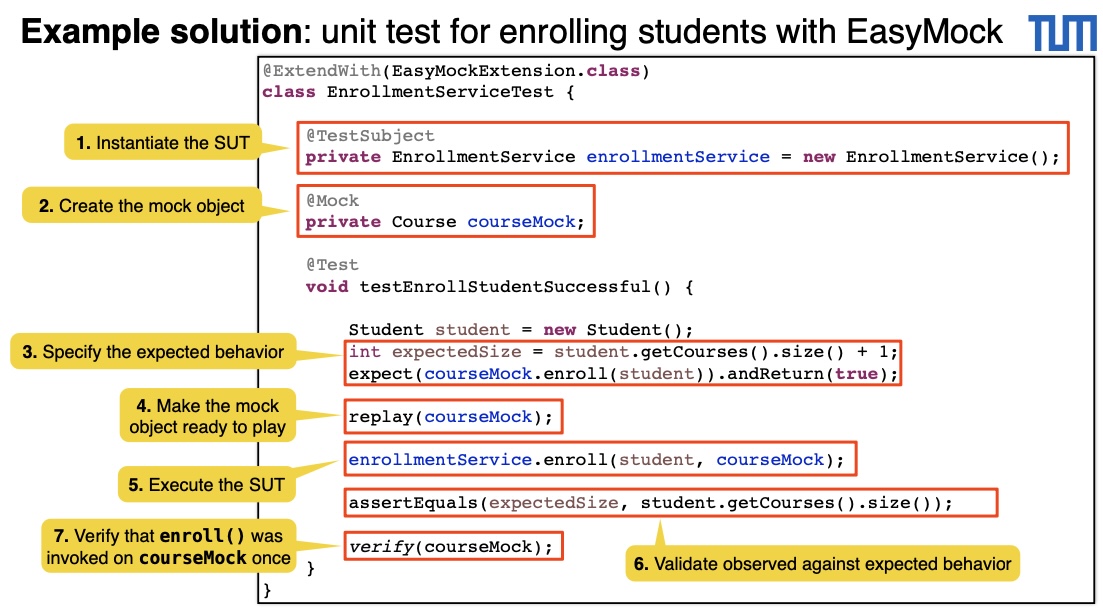 Example solution: unit test for enrolling students with EasyMock
TUM
@ExtendWith(EasyMockExtension.class)
class EnrollmentServiceTest {
1. Instantiate the SUT
@TestSubject
private EnrollmentService enrollmentService = new EnrollmentService();
2. Create the mock object
@Mock
private Course courseMock;
@Test
void testEnrollStudentSuccessful() {
Student student = new Student();
3. Specify the expected behavior
int expectedSize = student.getCourses().size() + 1;
expect(courseMock.enroll(student)).andReturn(true);
4. Make the mock
object ready to play
replay(courseMock);
5. Execute the SUT
enrollmentService.enroll(student, courseMock);
assertEquals(expectedSize, student.getCourses().size());
7. Verify that enroll() was
invoked on courseMock once
verify(courseMock);
6. Validate observed against expected behavior
}
}